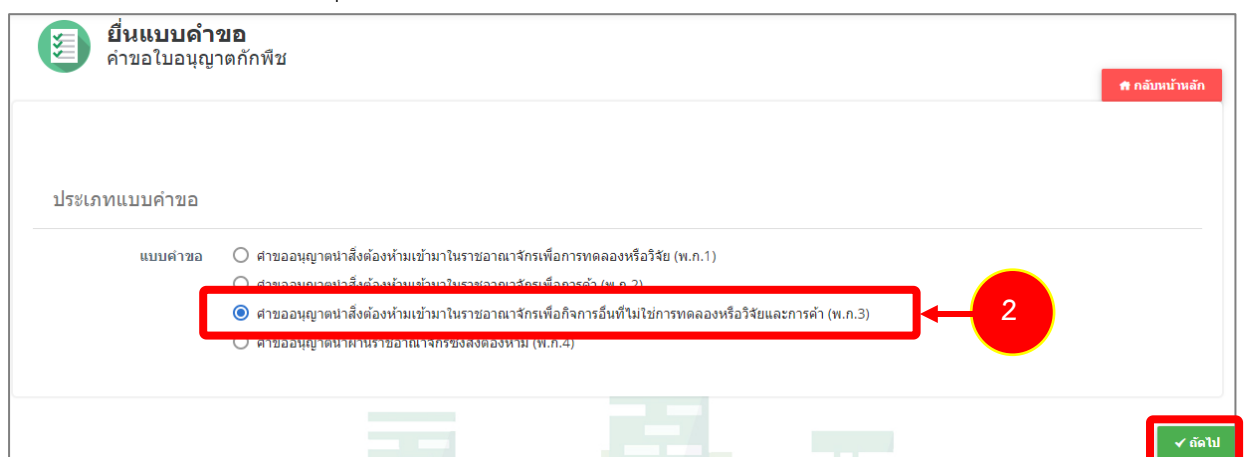 ยื่นแบบคำขอ
คำขอใบอนุญาตกักพืช
กลับหน้าหลัก
ประเภทแบบคำขอ
แบบคำขอ
คำขออนุญาตนำสิ่งต้องห้ามเข้ามาในราชอาณาจักรเพื่อการทดลองหรือวิจัย (พ.ก.1)
คำขออนุญาตนำสิ่งต้องห้ามเข้ามาในราชอาณาจักรเพื่อการค้า (พ.ก.2)
คำขออนุญาตนำสิ่งต้องห้ามเข้ามาในราชอาณาจักรเพื่อกิจการอื่นที่ไม่ใช่การทดลองหรือวิจัยและการค้า (พ.ก.3)
2
คำขออนุญาตนำผ่านราชอาณาจักรซึ่งสิ่งต้องห้าม (พ.ก.4)
ถัดไป